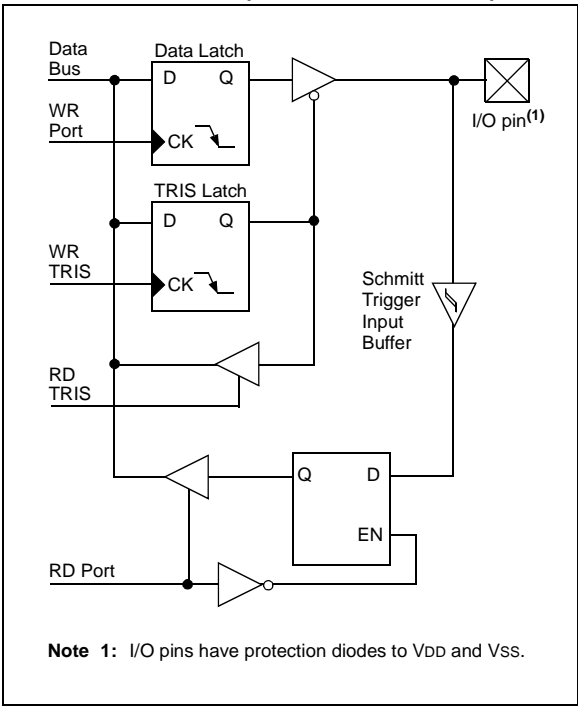 Data
Bus
Data Latch
D Q
WR
Port
CK
I/O pin(1)
TRIS Latch
D Q
WR
TRIS
CK
Schmitt
Trigger
Input
Buffer
RD
TRIS
Q D
EN
RD Port
Note 1: I/O pins have protection diodes to VDD and VSS.